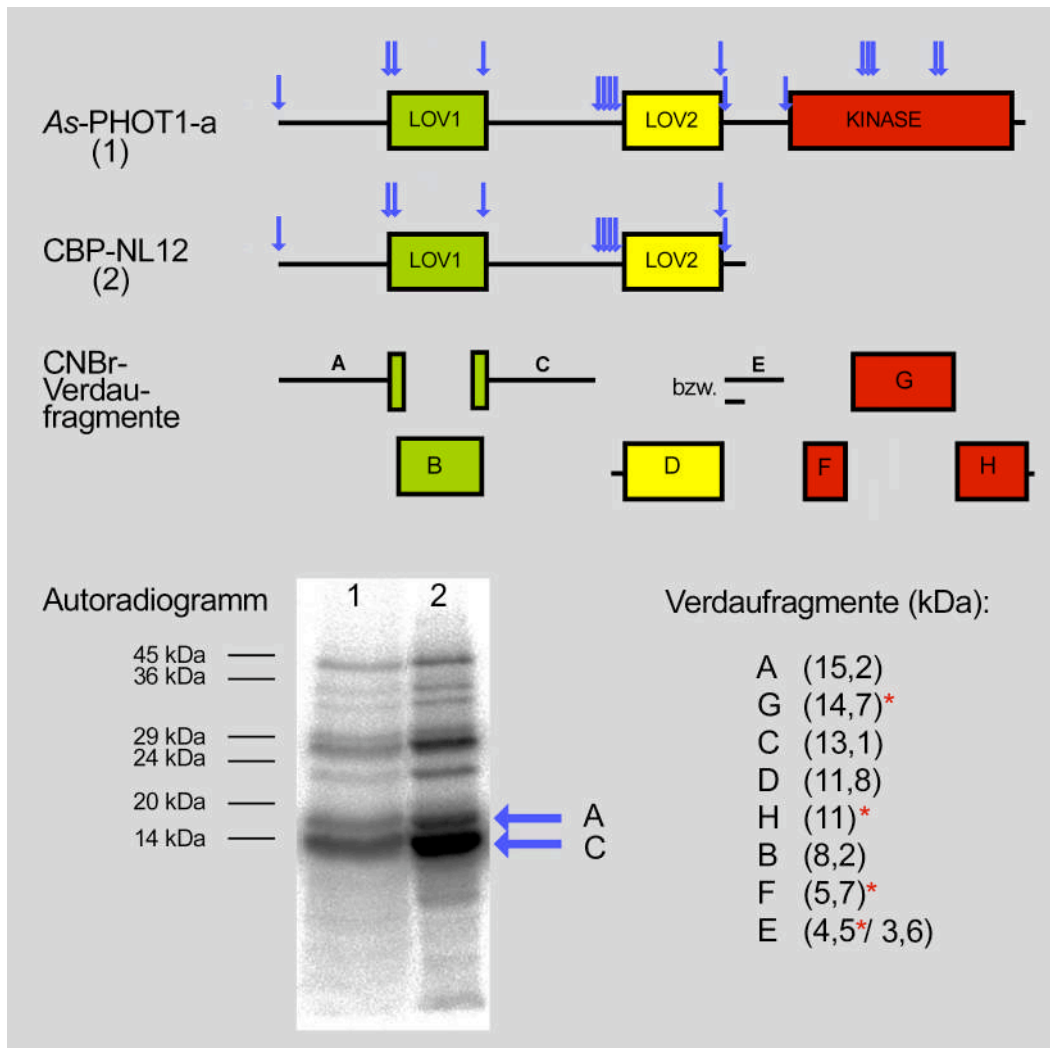 As-PHOT1-a
(1)
LOV1
LOV2
KINASE
CBP-NL12
(2)
LOV1
LOV2
CNBr-
Verdau-
fragmente
A
C
bzw.
E
G
B
D
F
H
Autoradiogramm
1
2
45 kDa
36 kDa
29 kDa
24 kDa
20 kDa
14 kDa
A
C
Verdaufragmente (kDa):
A (15,2)
G (14,7)*
C (13,1)
D (11,8)
H (11)*
B (8,2)
F (5,7)*
E (4,5*/ 3,6)